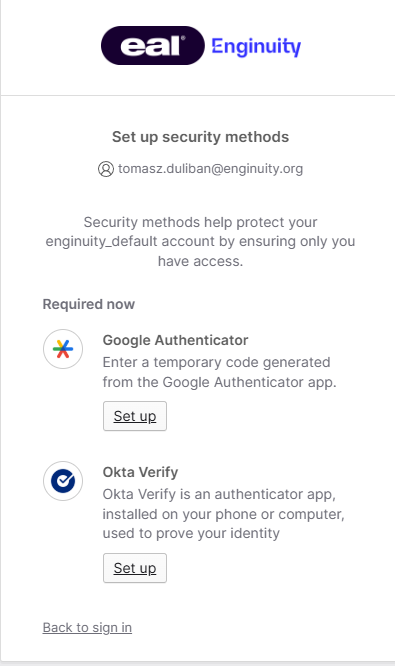 eal® Enginuity
Set up security methods
tomasz.duliban@enginuity.org
Security methods help protect your
enginuity_default account by ensuring only you
have access.
Required now
Google Authenticator
Enter a temporary code generated
from the Google Authenticator app.
Set up
Okta Verify
Okta Verify is an authenticator app,
installed on your phone or computer,
used to prove your identity
Set up
Back to sign in